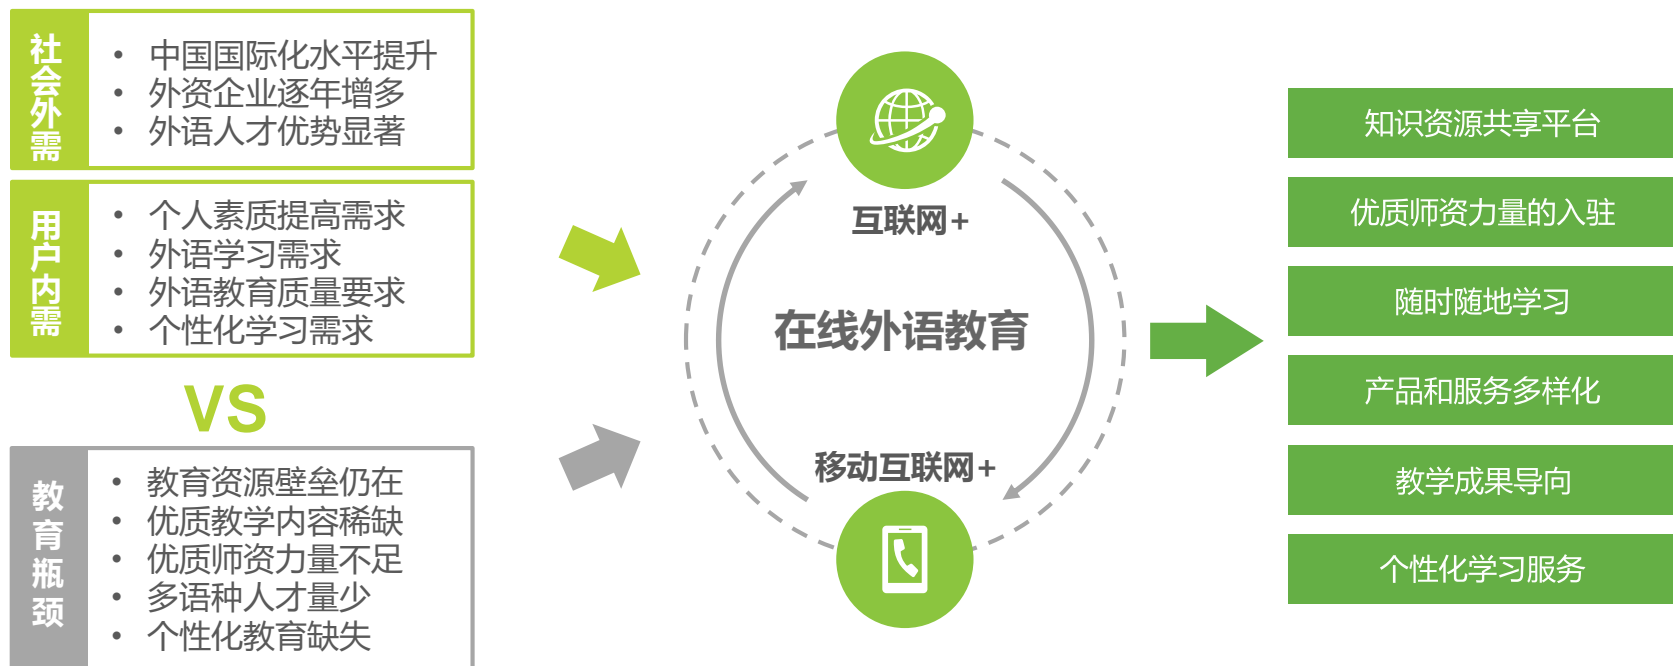 社会外需
• 中国国际化水平提升
• 外资企业逐年增多
• 外语人才优势显著
用户内需
• 个人素质提高需求
• 外语学习需求
• 外语教育质量要求
• 个性化学习需求
VS
教育瓶颈
• 教育资源壁垒仍在
• 优质教学内容稀缺
• 优质师资力量不足
• 多语种人才量少
• 个性化教育缺失
互联网+
在线外语教育
移动互联网+
知识资源共享平台
优质师资力量的入驻
随时随地学习
产品和服务多样化
教学成果导向
个性化学习服务